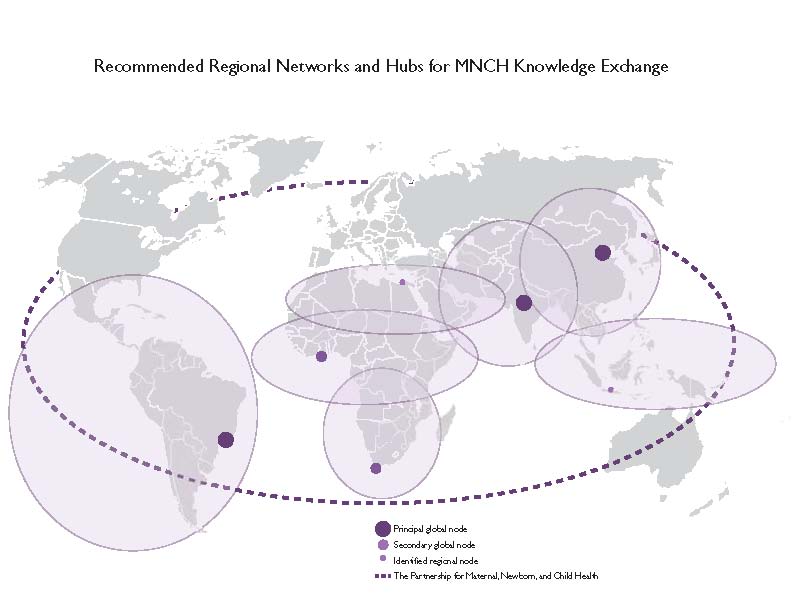 Recommended Regional Networks and Hubs for MNCH Knowledge Exchange
Principal global node
Secondary global node
Identified regional node
The Partnership for Maternal, Newborn, and Child Health